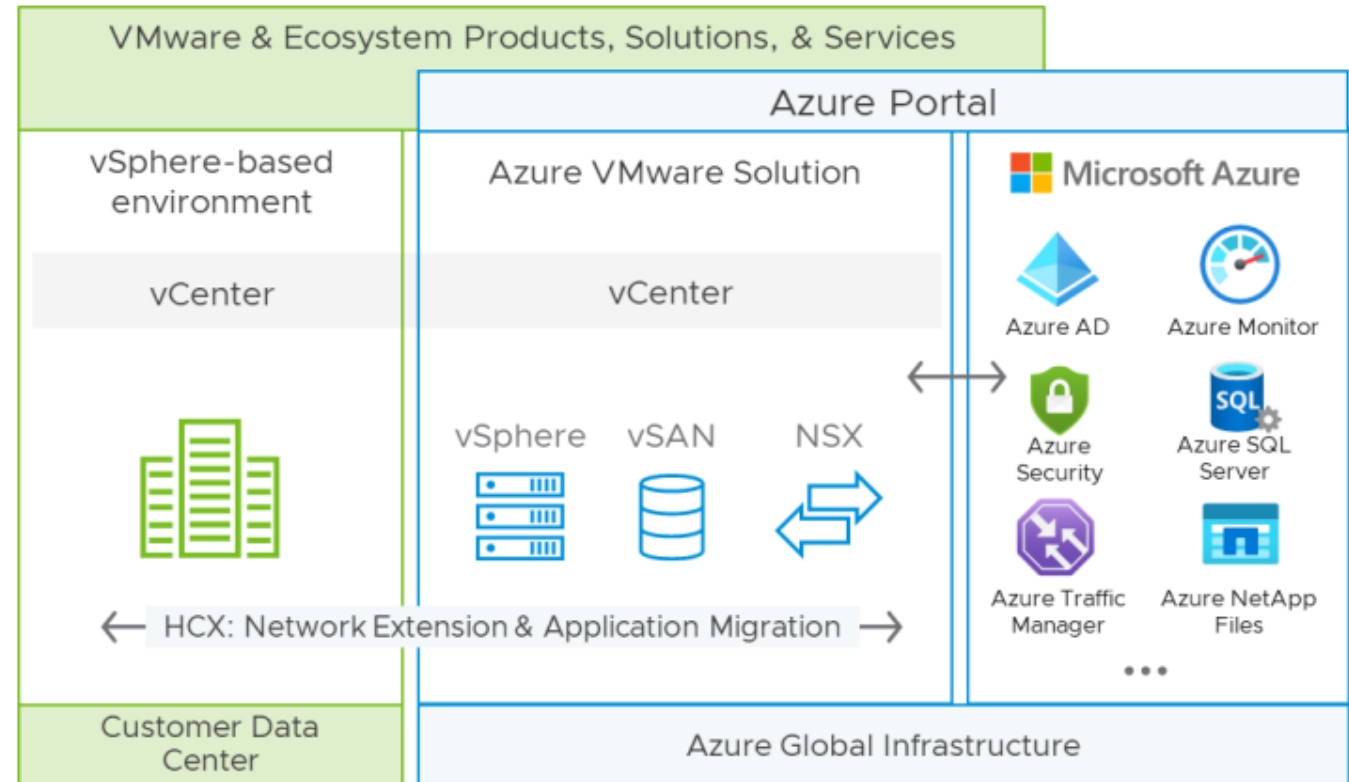 VMware & Ecosystem Products, Solutions, & Services
Azure Portal
vSphere-based
environment
Azure VMware Solution
Microsoft Azure
vCenter
vCenter
Azure AD
Azure Monitor
Azure
Security
SQL
Azure SQL
Server
vSphere
vSAN
NSX
Azure Traffic
Manager
Azure NetApp
Files
HCX: Network Extension & Application Migration
Customer Data
Center
Azure Global Infrastructure